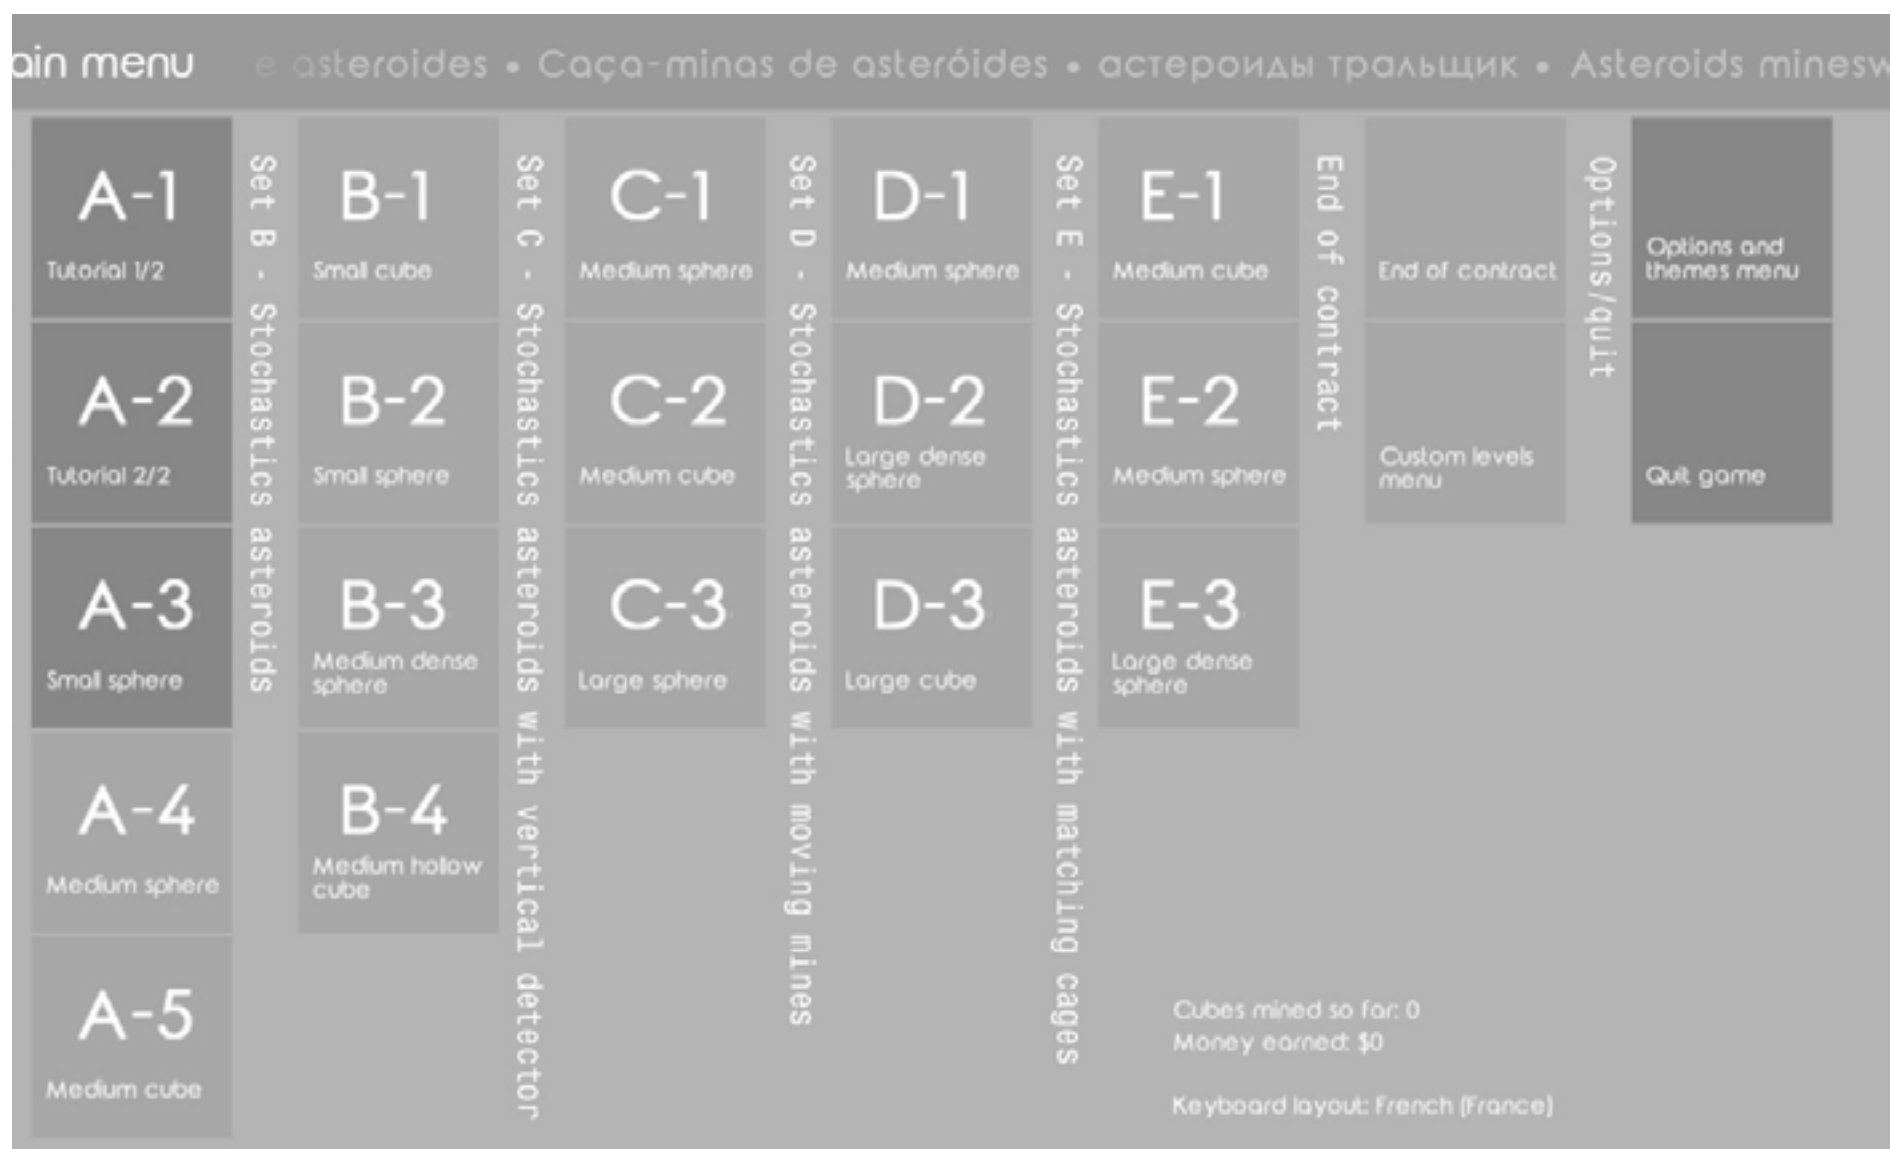 ain menu
e asteroides • Caça-minas de asteróides • астероиды тральщик • Asteroids minesw
A-1
Tutorial 1/2
A-2
Tutorial 2/2
A-3
Small sphere
A-4
Medium sphere
A-5
Medium cube
Set B - Stochastics asteroids
B-1
Small cube
B-2
Small sphere
B-3
Medium dense
sphere
B-4
Medium hollow
cube
Set C - Stochastics asteroids with vertical detector
C-1
Medium sphere
C-2
Medium cube
C-3
Large sphere
Set D - Stochastics asteroids with moving mines
D-1
Medium sphere
D-2
Large dense
sphere
D-3
Large cube
Set E - Stochastics asteroids with matching cages
E-1
Medium cube
E-2
Medium sphere
E-3
Large dense
sphere
End of contract
End of contract
Custom levels
menu
Options/quit
Options and
themes menu
Quit game
Cubes mined so far: 0
Money earned: $0
Keyboard layout: French (France)